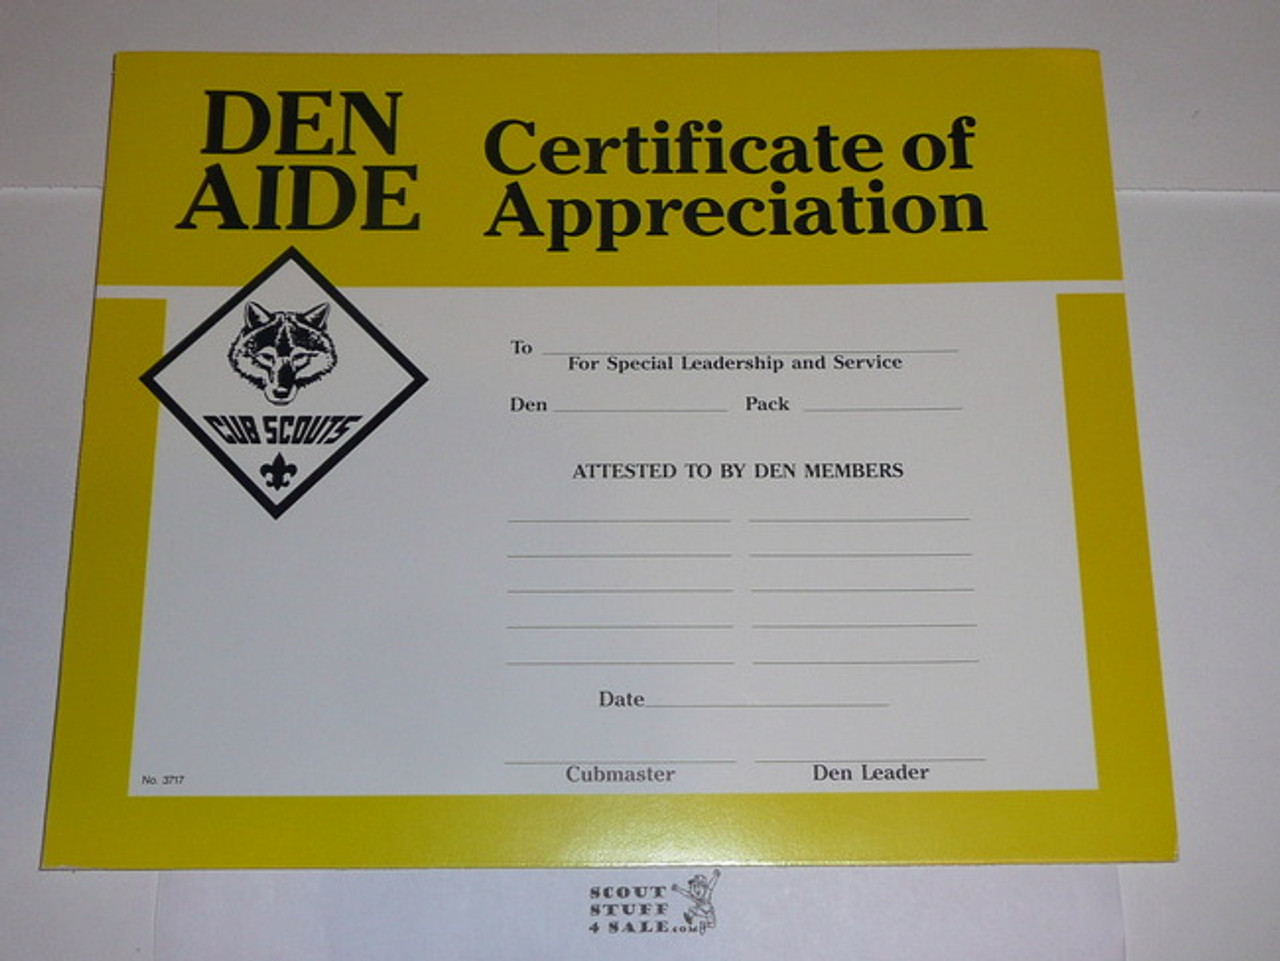 DEN
AIDE
Certificate of
Appreciation
CUB SCOUTS
To
For Special Leadership and Service
Den Pack
ATTESTED TO BY DEN MEMBERS
Date
Cubmaster Den Leader
No. 3717
SCOUT
STUFF
4 SALE.COM